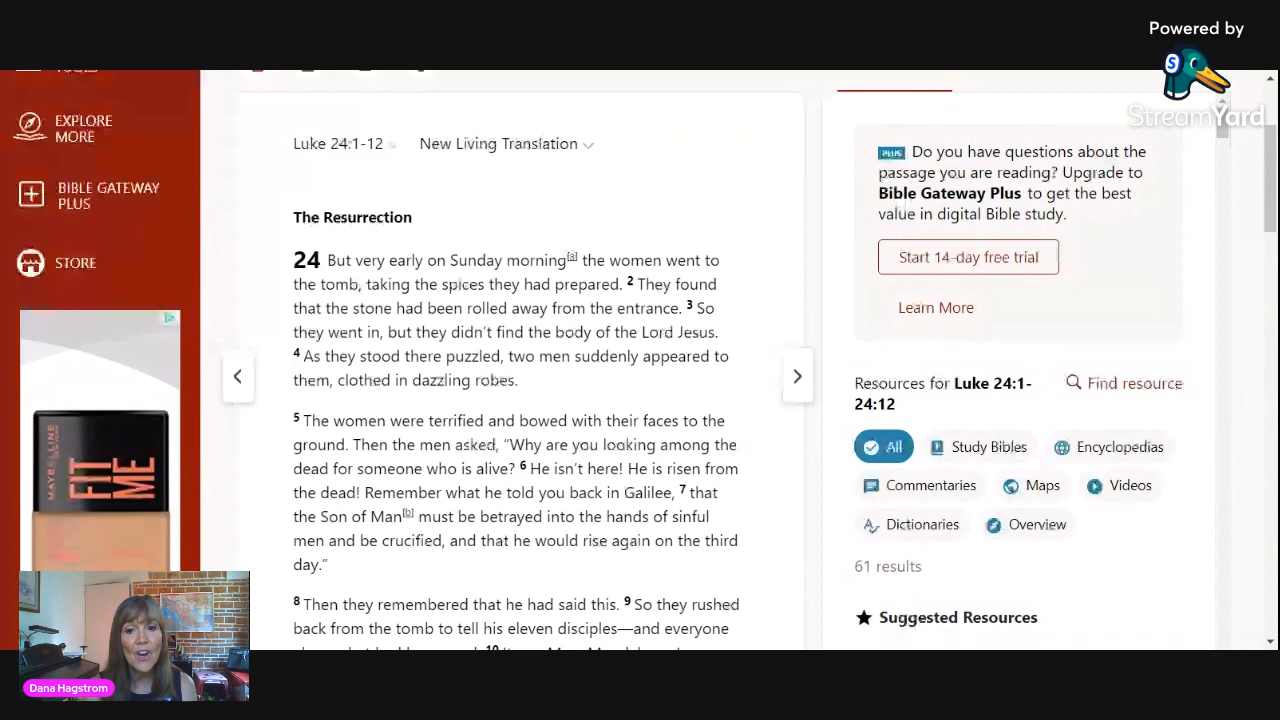 Powered by
StreamYard
EXPLORE
MORE
BIBLE GATEWAY
PLUS
STORE
MAYBELLINE
NEW YORK
FIT
ME
Dana Hagstrom
Luke 24:1-12 New Living Translation
The Resurrection
24 But very early on Sunday morning[a] the women went to
the tomb, taking the spices they had prepared. 2 They found
that the stone had been rolled away from the entrance. 3 So
they went in, but they didn’t find the body of the Lord Jesus.
4 As they stood there puzzled, two men suddenly appeared to
them, clothed in dazzling robes.
5 The women were terrified and bowed with their faces to the
ground. Then the men asked, “Why are you looking among the
dead for someone who is alive? 6 He isn’t here! He is risen from
the dead! Remember what he told you back in Galilee, 7 that
the Son of Man[b] must be betrayed into the hands of sinful
men and be crucified, and that he would rise again on the third
day.”
8 Then they remembered that he had said this. 9 So they rushed
back from the tomb to tell his eleven disciples—and everyone
PLUS Do you have questions about the
passage you are reading? Upgrade to
Bible Gateway Plus to get the best
value in digital Bible study.
Start 14-day free trial
Learn More
Resources for Luke 24:1-
24:12
Find resource
All Study Bibles Encyclopedias
Commentaries Maps Videos
Dictionaries Overview
61 results
Suggested Resources